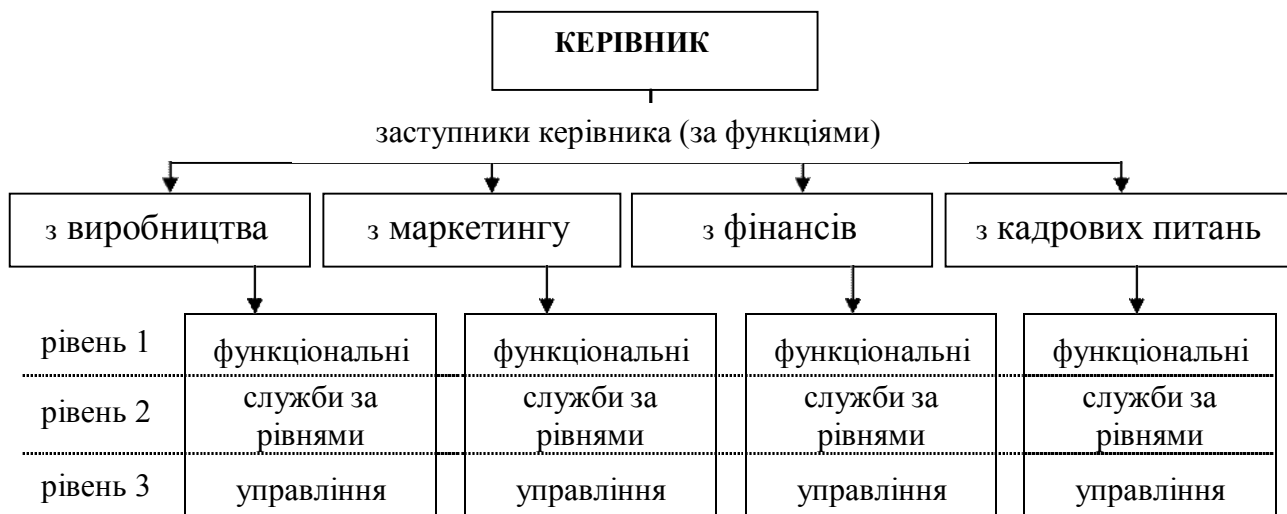 КЕРІВНИК
заступники керівника (за функціями)
з виробництва
з маркетингу
з фінансів
з кадрових питань
рівень 1
функціональні
функціональні
функціональні
функціональні
рівень 2
служби за
рівнями
служби за
рівнями
служби за
рівнями
служби за
рівнями
рівень 3
управління
управління
управління
управління